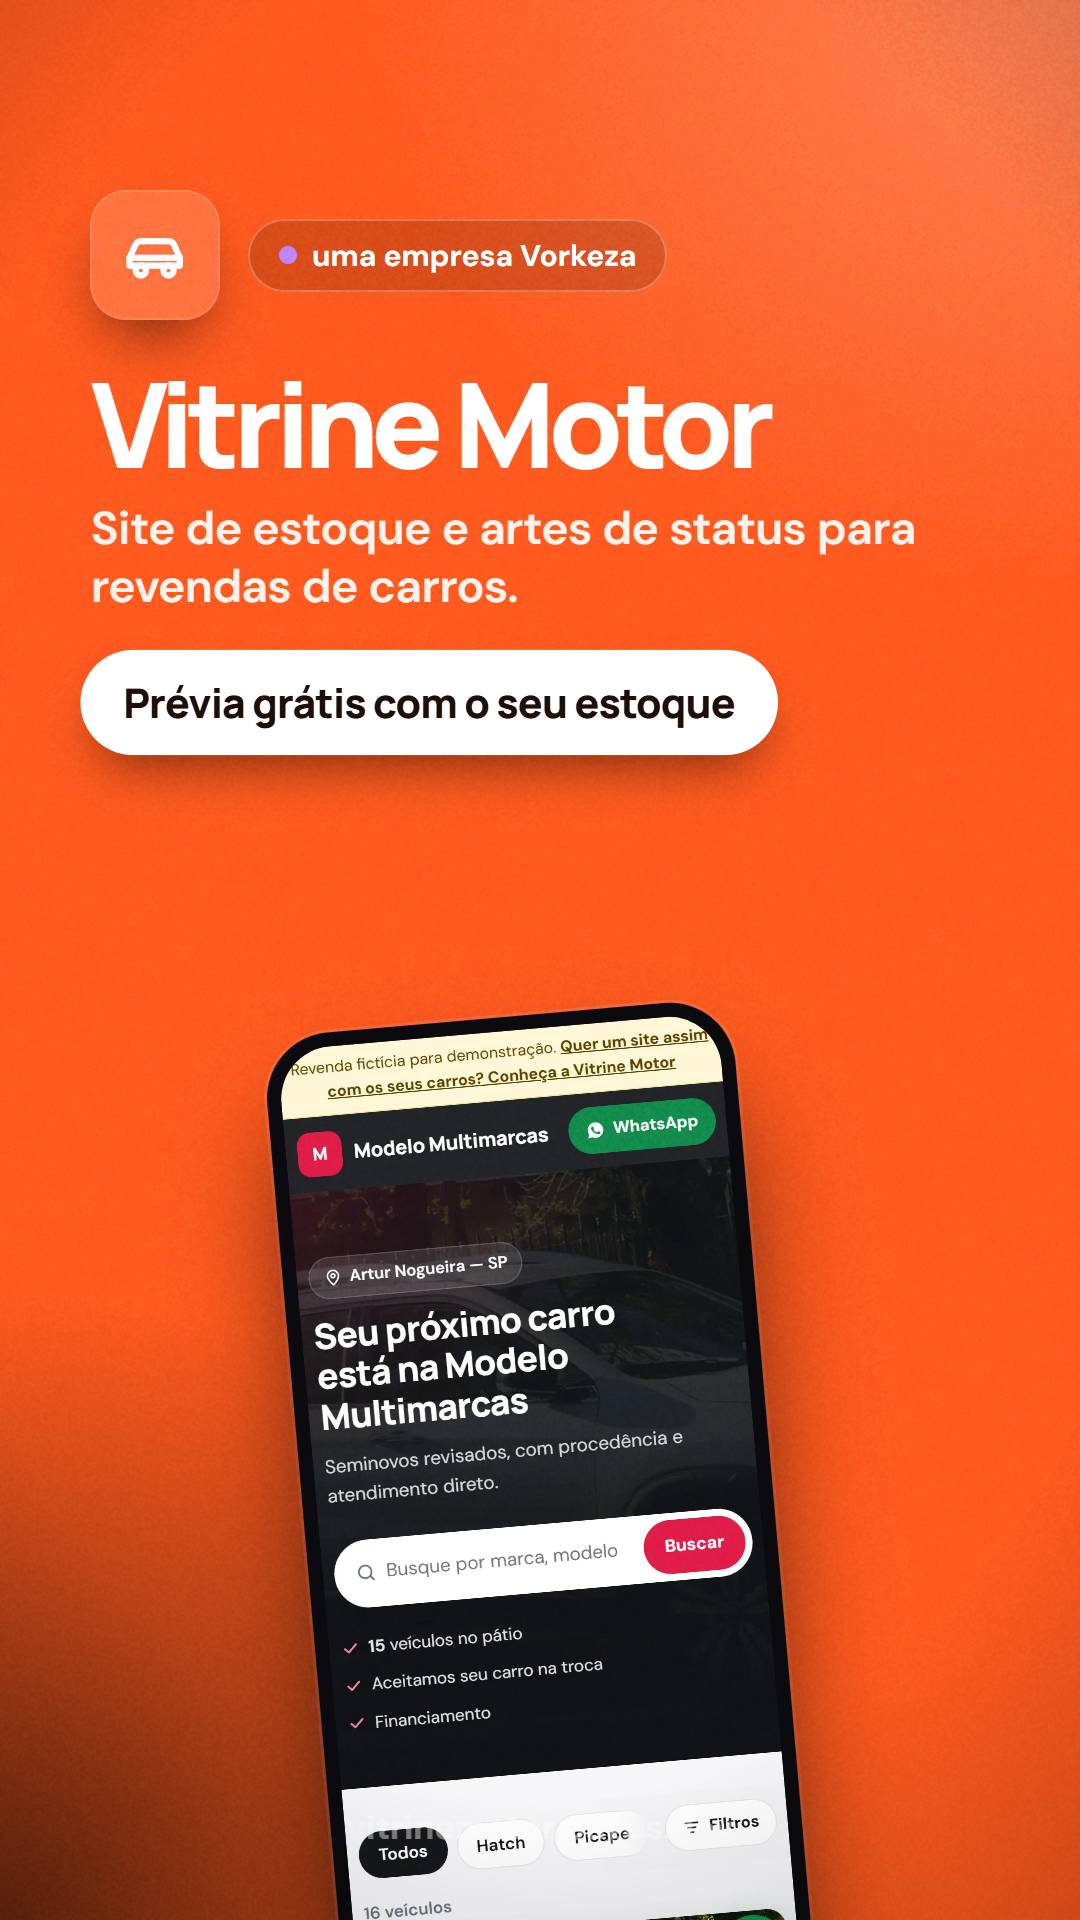 uma empresa Vorkeza
Vitrine Motor
Site de estoque e artes de status para
revendas de carros.
Prévia grátis com o seu estoque
Revenda fictícia para demonstração. Quer um site assim
com os seus carros? Conheça a Vitrine Motor
M
Modelo Multimarcas
WhatsApp
Artur Nogueira — SP
Seu próximo carro
está na Modelo
Multimarcas
Seminovos revisados, com procedência e
atendimento direto.
Busque por marca, modelo
Buscar
15 veículos no pátio
Aceitamos seu carro na troca
Financiamento
Todos
Hatch
Picape
Filtros
16 veículos